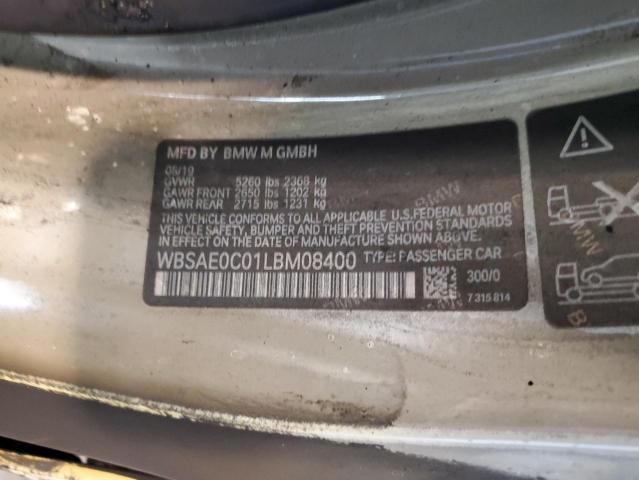 MFD BY BMW M GMBH
05/19
GVWR 5260 lbs 2368 kg
GAWR FRONT 2650 lbs 1202 kg
GAWR REAR 2715 lbs 1231 kg
THIS VEHICLE CONFORMS TO ALL APPLICABLE U.S.FEDERAL MOTOR
VEHICLE SAFETY, BUMPER AND THEFT PREVENTION STANDARDS
IN EFFECT ON THE DATE OF MANUFACTURE SHOWN ABOVE.
WBSAE0C01LBM08400 TYPE: PASSENGER CAR
300/0
7 315 814